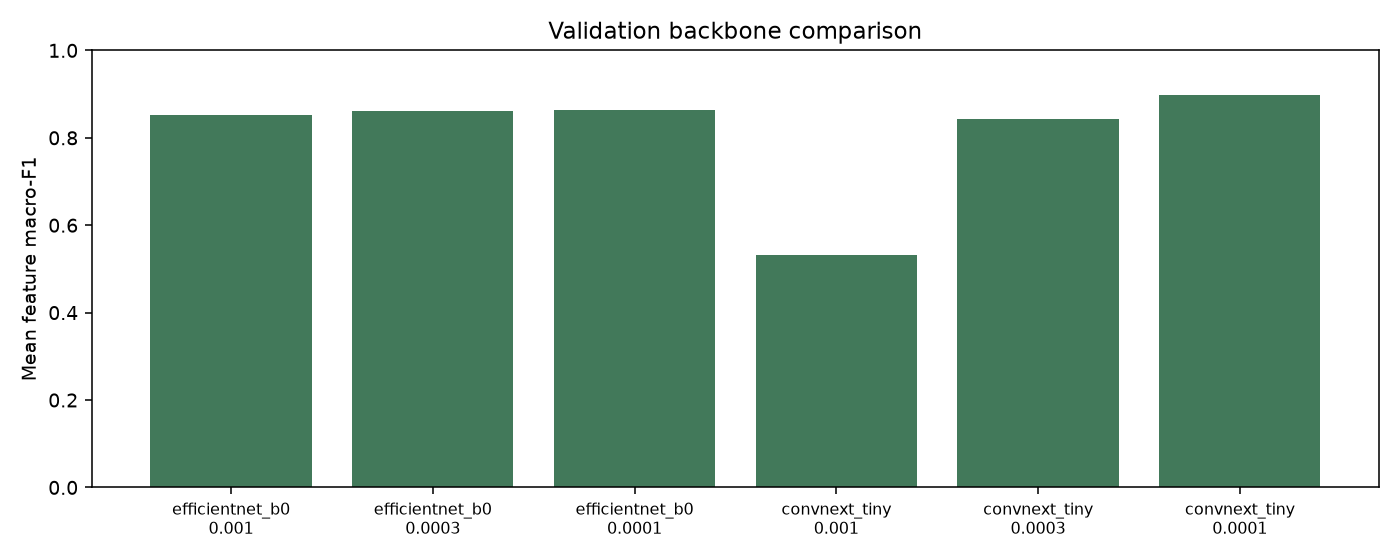 Validation backbone comparison
Mean feature macro-F1
1.0
0.8
0.6
0.4
0.2
0.0
efficientnet_b0
0.001
efficientnet_b0
0.0003
efficientnet_b0
0.0001
convnext_tiny
0.001
convnext_tiny
0.0003
convnext_tiny
0.0001